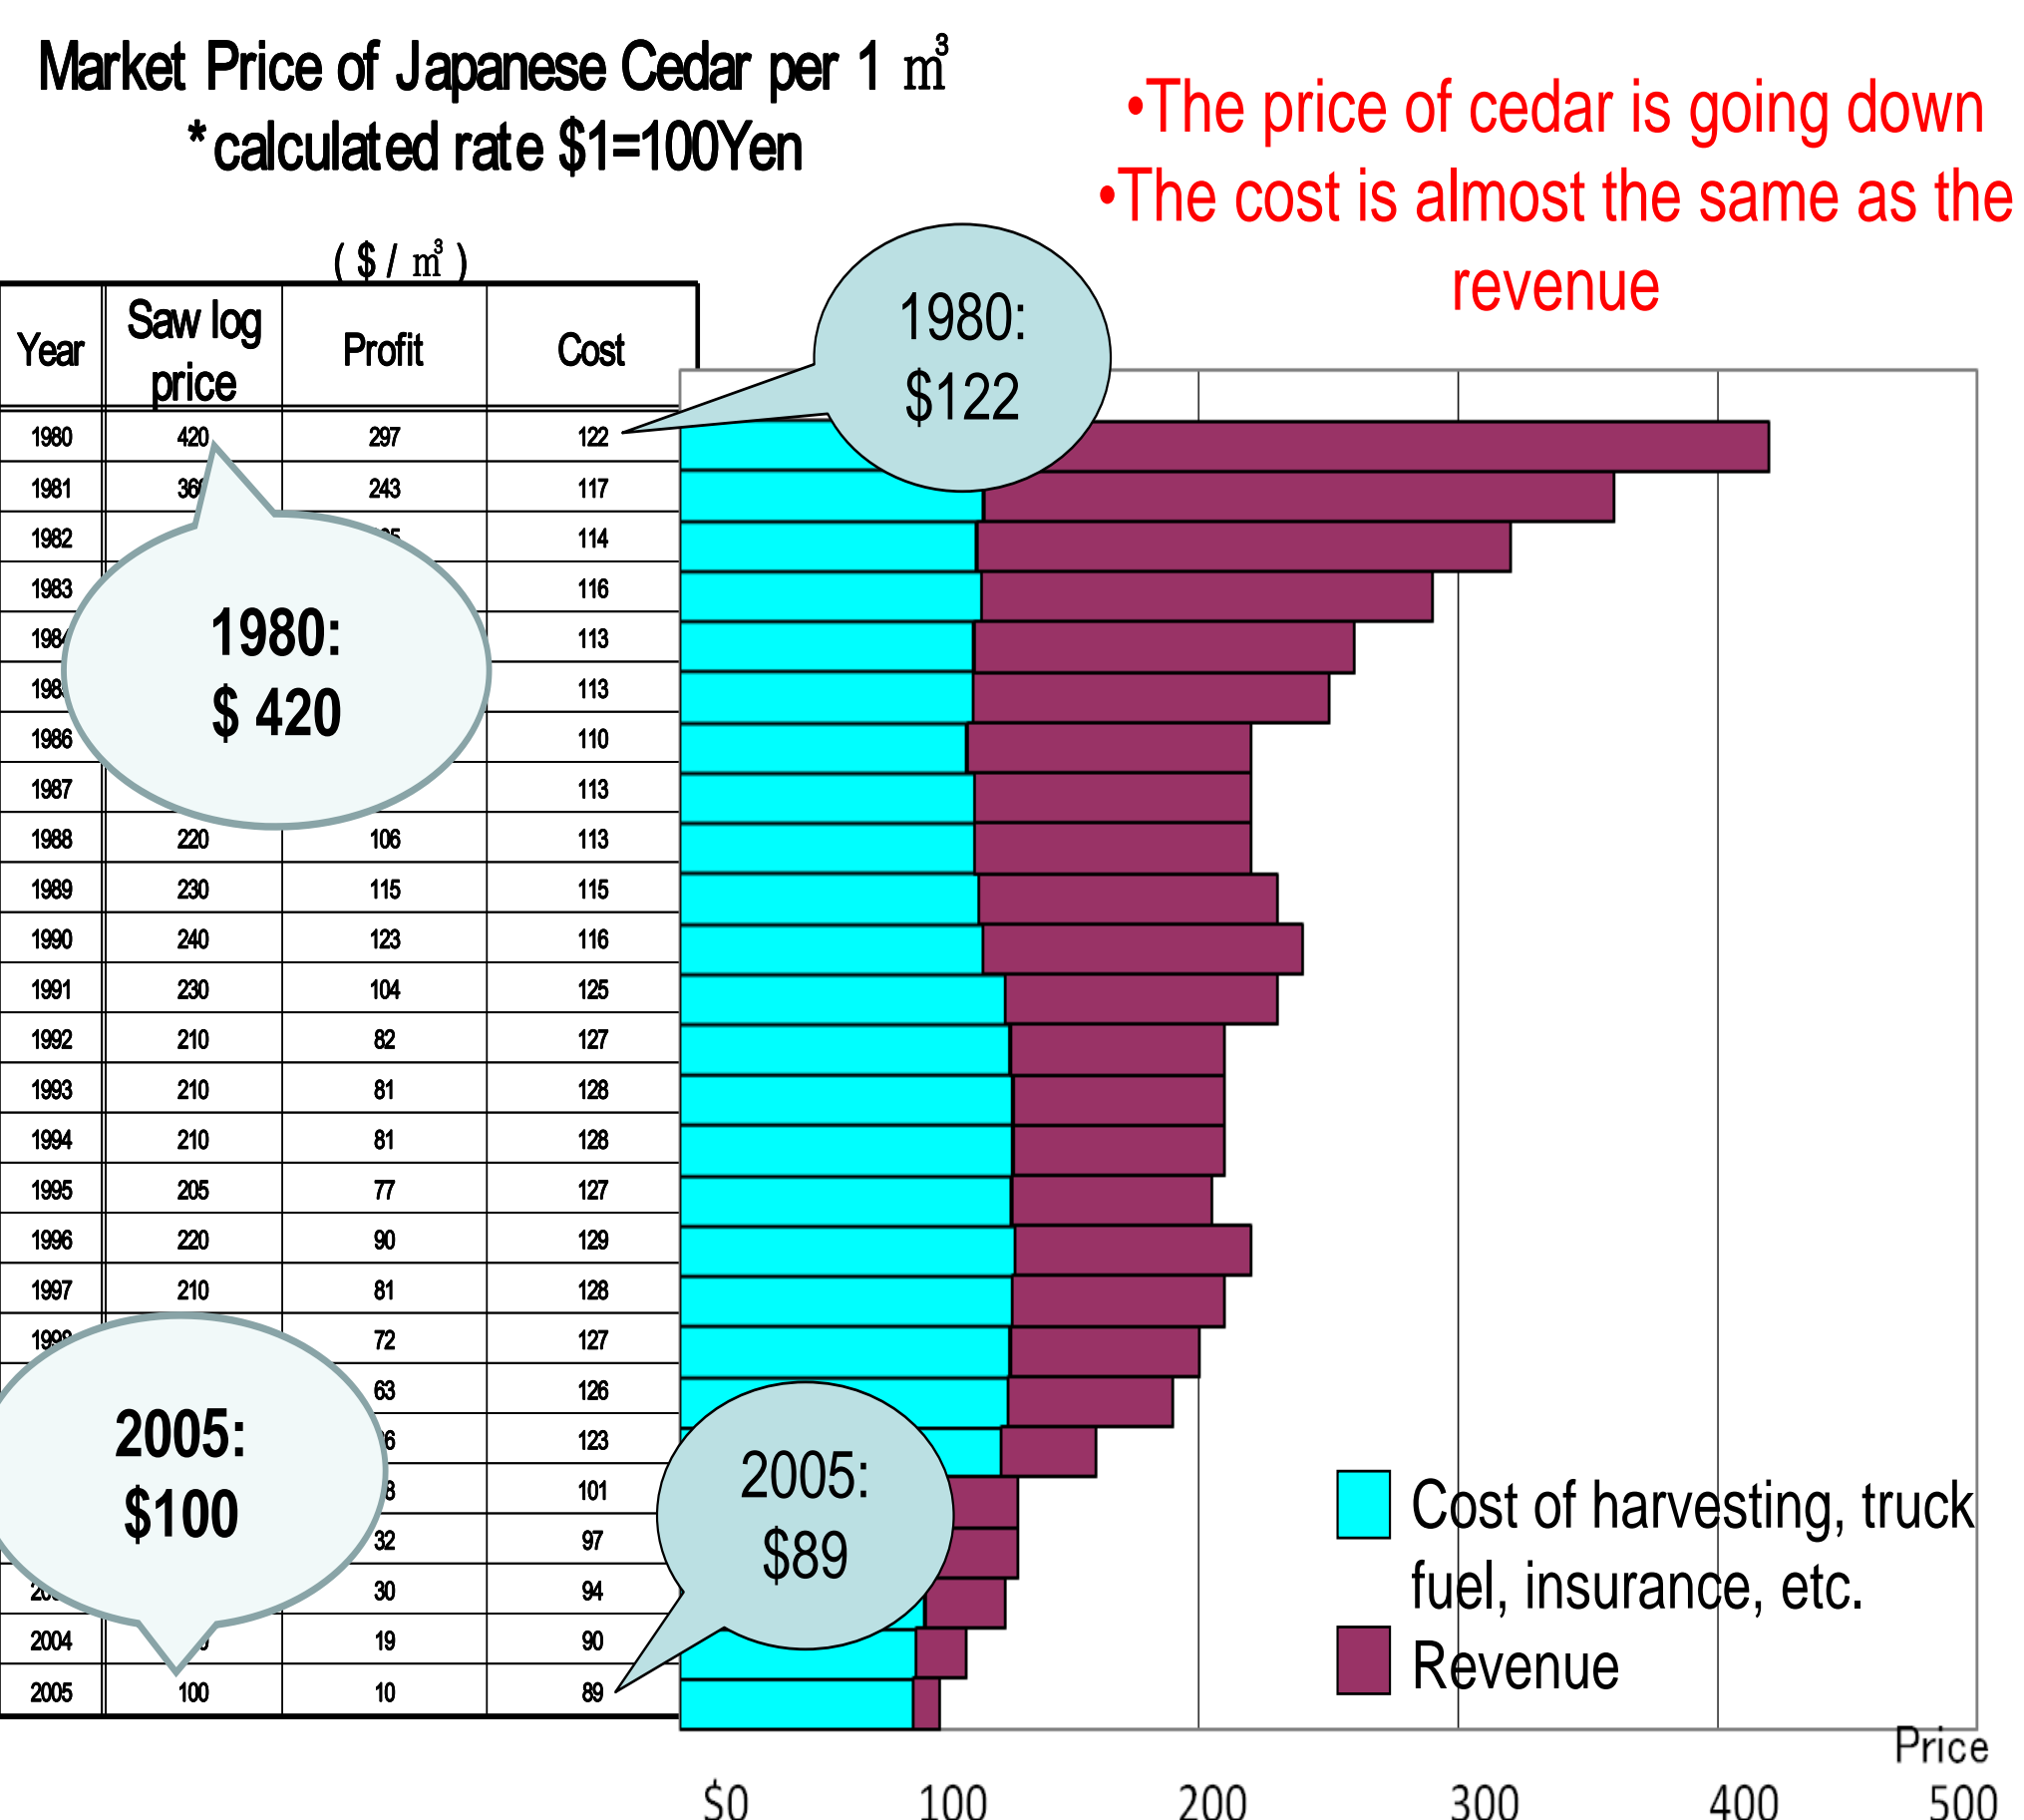 Market Price of Japanese Cedar per 1 ㎥
*calculated rate $1=100Yen
•The price of cedar is going down
•The cost is almost the same as the
revenue
( $ / ㎥ )
Year Saw log price Profit Cost
1980 420 297 122
1981 117 243
1982 114
1983 116
113
113
1986 110
1987 113
1988 220 106 113
1989 230 115 115
1990 240 123 116
1991 230 104 125
1992 210 82 127
1993 210 81 128
1994 210 81 128
1995 205 77 127
1996 220 90 129
1997 210 81 128
72 127
63 126
123
101
32 97
30 94
2004 19 90
2005 100 10 89
1980:
$122
1980:
$ 420
2005:
$100
2005:
$89
Cost of harvesting, truck
fuel, insurance, etc.
Revenue
Price
$0 100 200 300 400 500